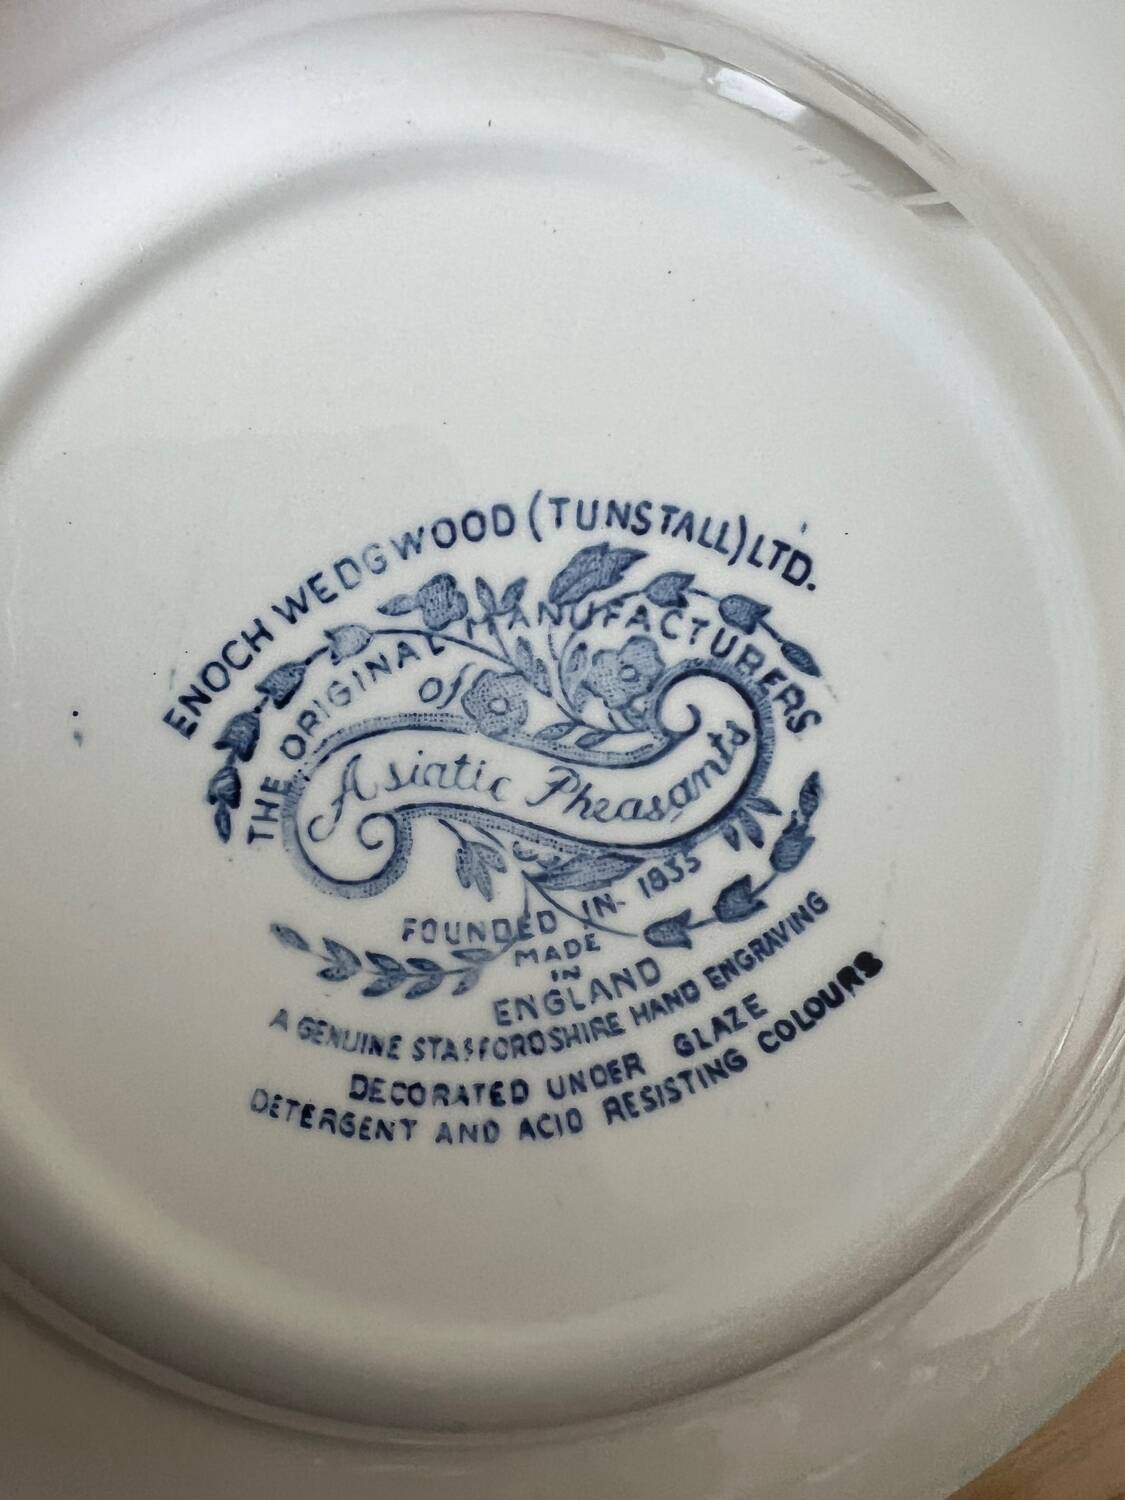 ENOCH WEDGWOOD (TUNSTALL) LTD.
THE ORIGINAL MANUFACTURERS
of
Asiatic Pheasants
FOUNDED IN 1835
MADE
IN
ENGLAND
A GENUINE STAFFORDSHIRE HAND ENGRAVING
DECORATED UNDER GLAZE
DETERGENT AND ACID RESISTING COLOURS